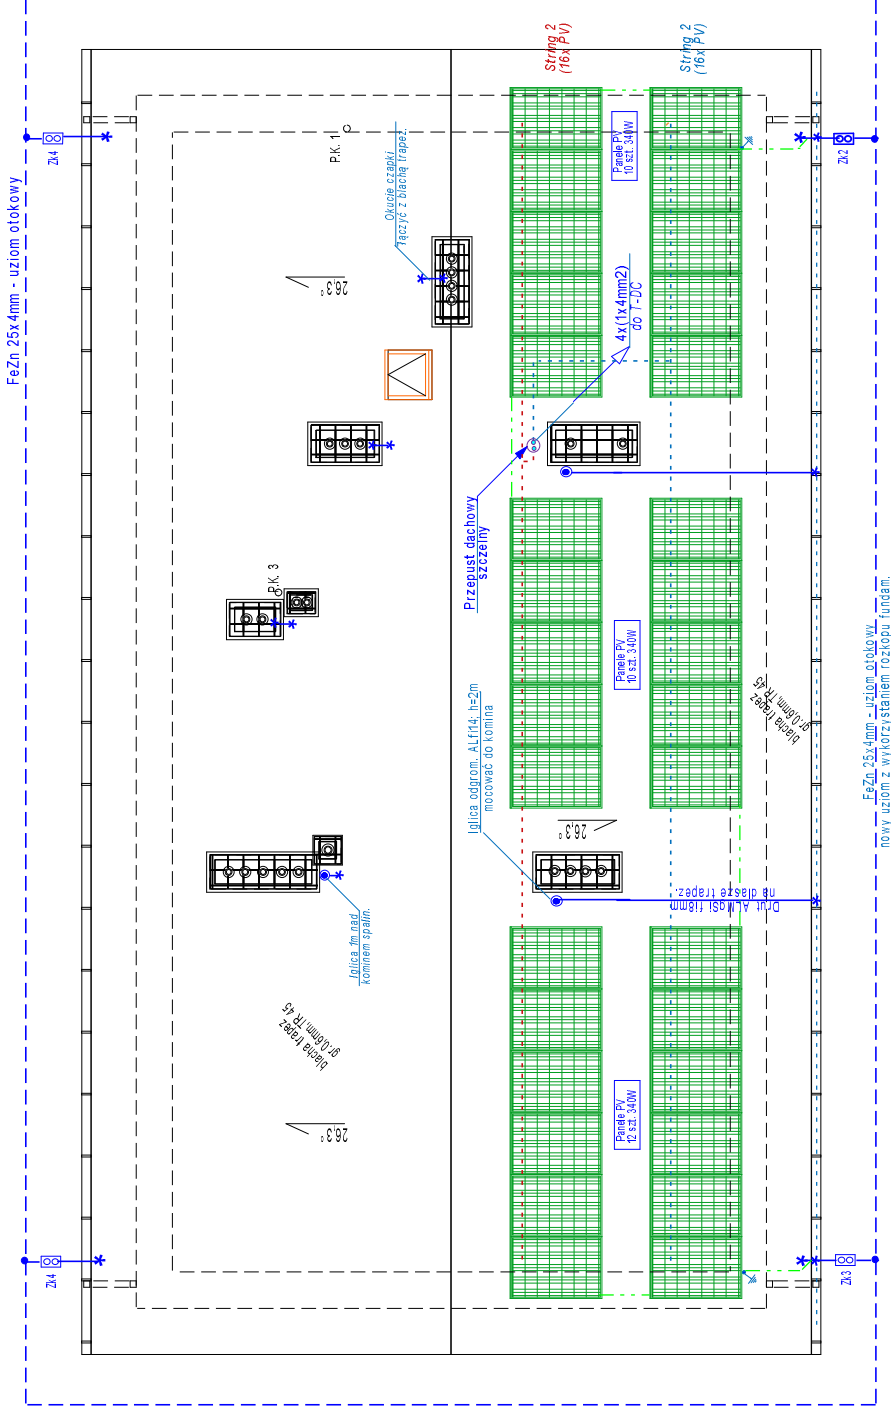 String 2
(16x PV)
String 2
(16x PV)
Panele PV
10 szt. 340W
Zk4
P.K. 1
Okucie czapki
łączyć z blachą trapez.
Zk2
FeZn 25x4mm - uziom otokowy
26,3°
4x(1x4mm2)
do T-DC
Przepust dachowy
szczelny
P.K. 3
Panele PV
10 szt. 340W
FeZn 25x4mm - uziom otokowy
nowy uziom z wykorzystaniem rozkopu fundam.
blacha trapez
gr.0,6mm,TR 45
Iglica odgrom. ALfi14; h=2m
mocować do komina
26,3°
Drut ALMgSi fi8mm
na dlasze trapez.
Iglica 1m nad
kominem spalin.
blacha trapez
gr.0,6mm,TR 45
Panele PV
12 szt. 340W
26,3°
Zk4
Zk3